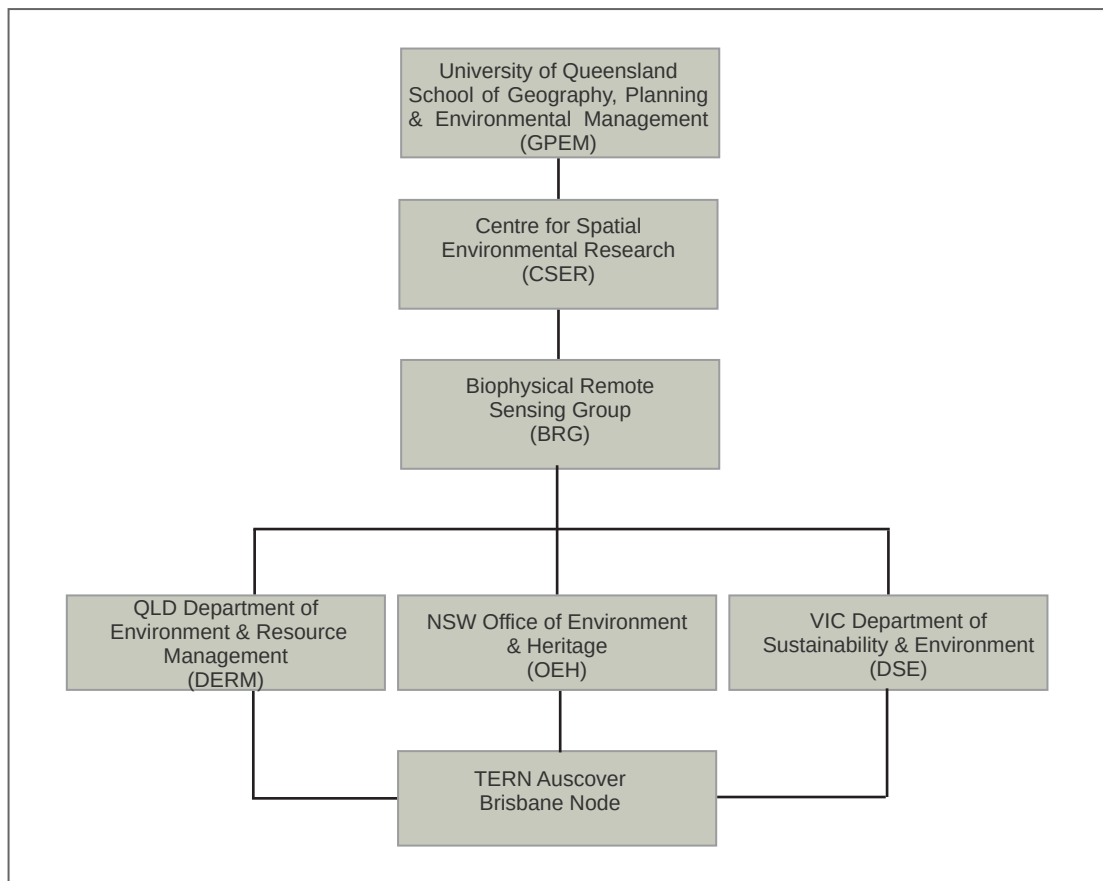 University of Queensland
School of Geography, Planning
& Environmental Management
(GPEM)
Centre for Spatial
Environmental Research
(CSER)
Biophysical Remote
Sensing Group
(BRG)
QLD Department of
Environment & Resource
Management
(DERM)
NSW Office of Environment
& Heritage
(OEH)
VIC Department of
Sustainability & Environment
(DSE)
TERN Auscover
Brisbane Node